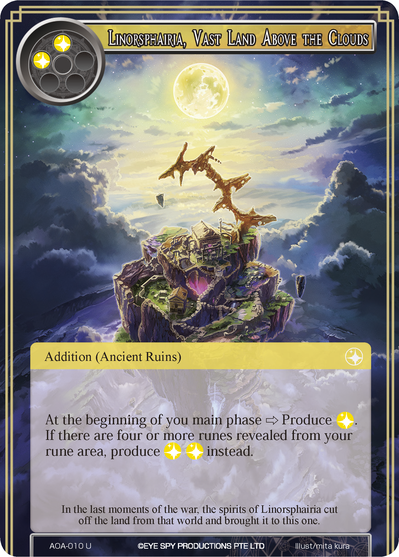 Linorsphairia, Vast Land Above the Clouds
Addition (Ancient Ruins)
At the beginning of you main phase ⇨ Produce .
If there are four or more runes revealed from your
rune area, produce instead.
In the last moments of the war, the spirits of Linorsphairia cut
off the land from that world and brought it to this one.
AOA-010 U ©EYE SPY PRODUCTIONS PTE LTD Illust/mita kura